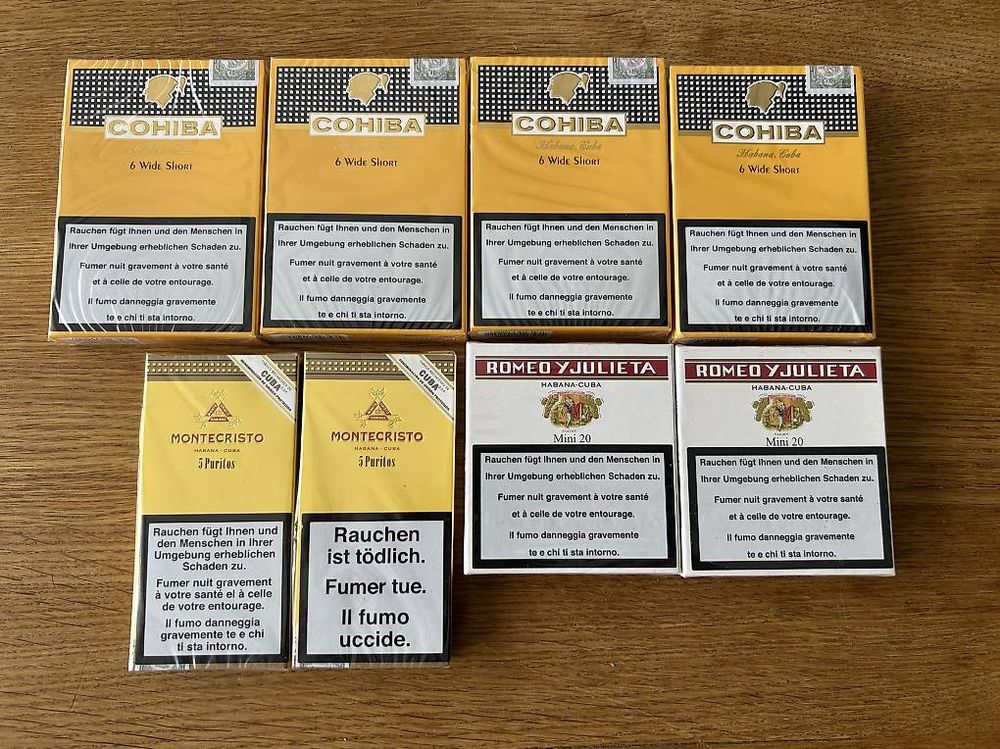 COHIBA
6 Wide Short
Rauchen fügt Ihnen und den Menschen in
Ihrer Umgebung erheblichen Schaden zu.
Fumer nuit gravement à votre santé
et à celle de votre entourage.
Il fumo danneggia gravemente
te e chi ti sta intorno.
COHIBA
6 Wide Short
Rauchen fügt Ihnen und den Menschen in
Ihrer Umgebung erheblichen Schaden zu.
Fumer nuit gravement à votre santé
et à celle de votre entourage.
Il fumo danneggia gravemente
te e chi ti sta intorno.
COHIBA
Habana, Cuba
6 Wide Short
Rauchen fügt Ihnen und den Menschen in
Ihrer Umgebung erheblichen Schaden zu.
Fumer nuit gravement à votre santé
et à celle de votre entourage.
Il fumo danneggia gravemente
te e chi ti sta intorno.
COHIBA
Habana, Cuba
6 Wide Short
Rauchen fügt Ihnen und den Menschen in
Ihrer Umgebung erheblichen Schaden zu.
Fumer nuit gravement à votre santé
et à celle de votre entourage.
Il fumo danneggia gravemente
te e chi ti sta intorno.
CUBA
MONTECRISTO
HABANA - CUBA
5 Puritos
Rauchen fügt Ihnen und
den Menschen in Ihrer
Umgebung erheblichen
Schaden zu.
Fumer nuit gravement
à votre santé et à celle
de votre entourage.
Il fumo danneggia
gravemente te e chi
ti sta intorno.
CUBA
MONTECRISTO
HABANA - CUBA
5 Puritos
Rauchen
ist tödlich.
Fumer tue.
Il fumo
uccide.
ROMEO Y JULIETA
HABANA-CUBA
Mini 20
Rauchen fügt Ihnen und den Menschen in
Ihrer Umgebung erheblichen Schaden zu.
Fumer nuit gravement à votre santé
et à celle de votre entourage.
Il fumo danneggia gravemente
te e chi ti sta intorno.
ROMEO Y JULIETA
HABANA-CUBA
Mini 20
Rauchen fügt Ihnen und den Menschen in
Ihrer Umgebung erheblichen Schaden zu.
Fumer nuit gravement à votre santé
et à celle de votre entourage.
Il fumo danneggia gravemente
te e chi ti sta intorno.